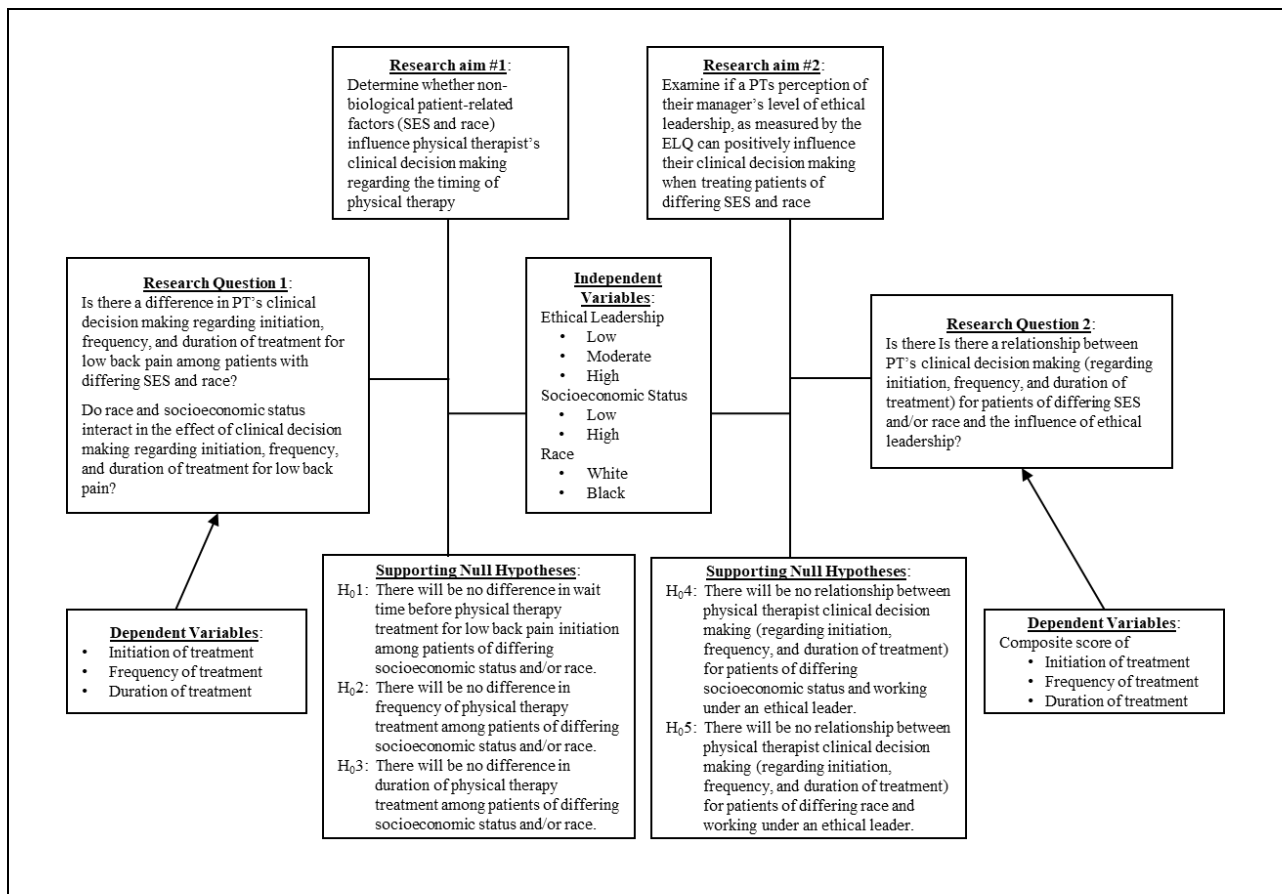 Research aim #1:
Determine whether non-
biological patient-related
factors (SES and race)
influence physical therapist’s
clinical decision making
regarding the timing of
physical therapy
Research aim #2:
Examine if a PTs perception of
their manager’s level of ethical
leadership, as measured by the
ELQ can positively influence
their clinical decision making
when treating patients of
differing SES and race
Research Question 1:
Is there a difference in PT’s clinical
decision making regarding initiation,
frequency, and duration of treatment for
low back pain among patients with
differing SES and race?
Do race and socioeconomic status
interact in the effect of clinical decision
making regarding initiation, frequency,
and duration of treatment for low back
pain?
Independent
Variables:
Ethical Leadership
• Low
• Moderate
• High
Socioeconomic Status
• Low
• High
Race
• White
• Black
Research Question 2:
Is there Is there a relationship between
PT’s clinical decision making (regarding
initiation, frequency, and duration of
treatment) for patients of differing SES
and/or race and the influence of ethical
leadership?
Dependent Variables:
• Initiation of treatment
• Frequency of treatment
• Duration of treatment
Supporting Null Hypotheses:
H₀1: There will be no difference in wait
time before physical therapy
treatment for low back pain initiation
among patients of differing
socioeconomic status and/or race.
H₀2: There will be no difference in
frequency of physical therapy
treatment among patients of differing
socioeconomic status and/or race.
H₀3: There will be no difference in
duration of physical therapy
treatment among patients of differing
socioeconomic status and/or race.
Supporting Null Hypotheses:
H₀4: There will be no relationship between
physical therapist clinical decision
making (regarding initiation,
frequency, and duration of treatment)
for patients of differing
socioeconomic status and working
under an ethical leader.
H₀5: There will be no relationship between
physical therapist clinical decision
making (regarding initiation,
frequency, and duration of treatment)
for patients of differing race and
working under an ethical leader.
Dependent Variables:
Composite score of
• Initiation of treatment
• Frequency of treatment
• Duration of treatment